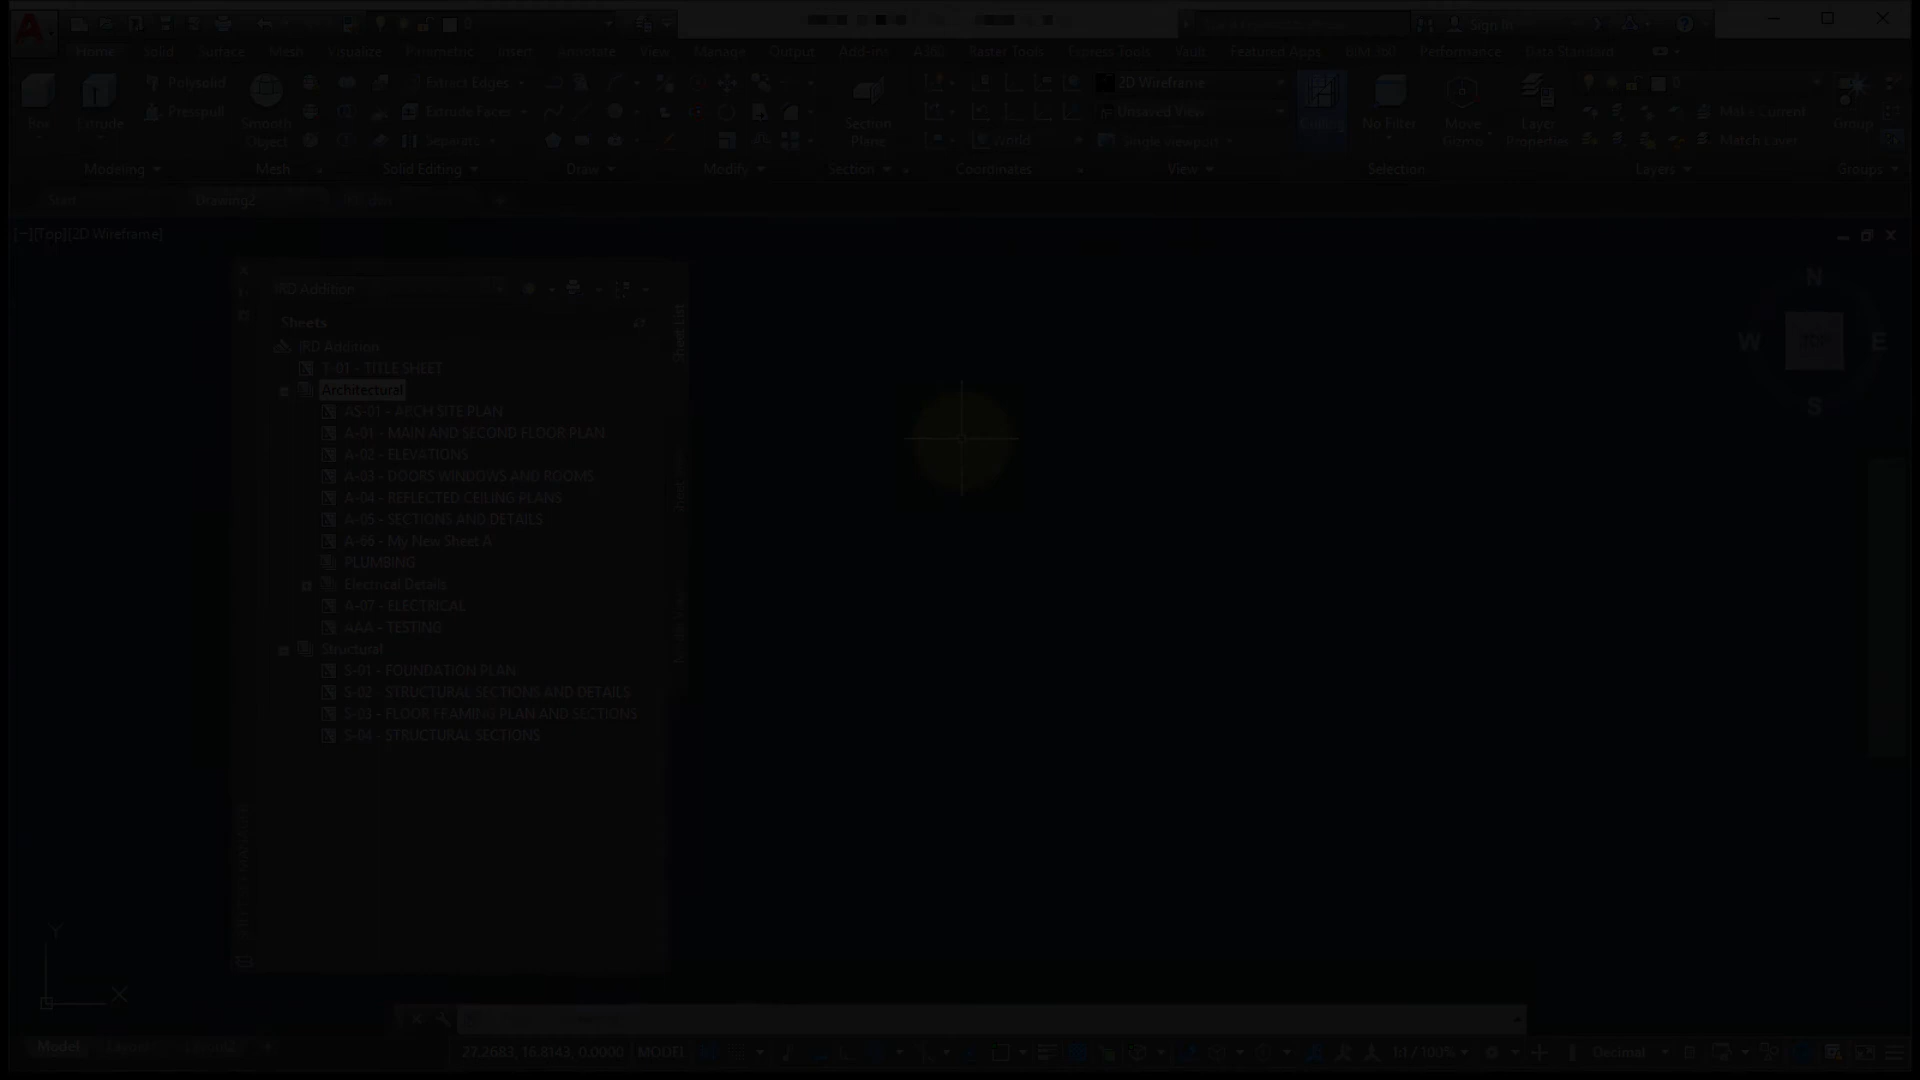 Sign In
Home Solid Surface Mesh Visualize Parametric Insert Annotate View Manage Output Add-ins A360 Raster Tools Express Tools Vault Featured Apps BIM 360 Performance Data Standard
Box
Extrude
Polysolid
Presspull
Smooth
Object
Extract Edges
Extrude Faces
Separate
Section
Plane
World
2D Wireframe
Unsaved View
Single viewport
Culling
No Filter
Move
Gizmo
Layer
Properties
0
Make Current
Match Layer
Group
Modeling Mesh Solid Editing Draw Modify Section Coordinates View Selection Layers Groups
Start Drawing2
[−][Top][2D Wireframe]
N
W TOP E
S
IRD Addition
Sheets
IRD Addition
T-01 - TITLE SHEET
Architectural
AS-01 - ARCH SITE PLAN
A-01 - MAIN AND SECOND FLOOR PLAN
A-02 - ELEVATIONS
A-03 - DOORS WINDOWS AND ROOMS
A-04 - REFLECTED CEILING PLANS
A-05 - SECTIONS AND DETAILS
A-66 - My New Sheet A
PLUMBING
Electrical Details
A-07 - ELECTRICAL
AAA - TESTING
Structural
S-01 - FOUNDATION PLAN
S-02 - STRUCTURAL SECTIONS AND DETAILS
S-03 - FLOOR FRAMING PLAN AND SECTIONS
S-04 - STRUCTURAL SECTIONS
Sheet List
Y
X
Model Layout2
27.2683, 16.8143, 0.0000 MODEL 1:1 / 100% Decimal